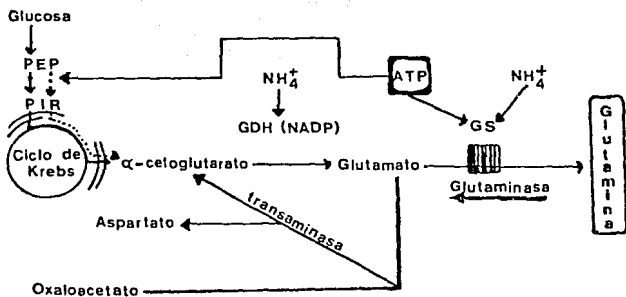 Glucosa
PEP
PIR
Ciclo de
Krebs
NH4+
GDH (NADP)
ATP
NH4+
GS
α-cetoglutarato
Glutamato
Glutaminasa
Glutamina
transaminasa
Aspartato
Oxaloacetato